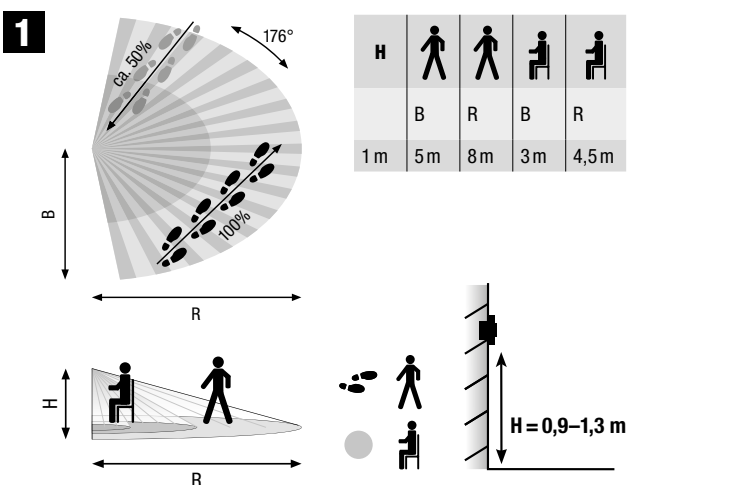 1
ca. 50%
176°
100%
B
R
H
B R B R
1 m 5 m 8 m 3 m 4,5 m
H
R
H = 0,9–1,3 m